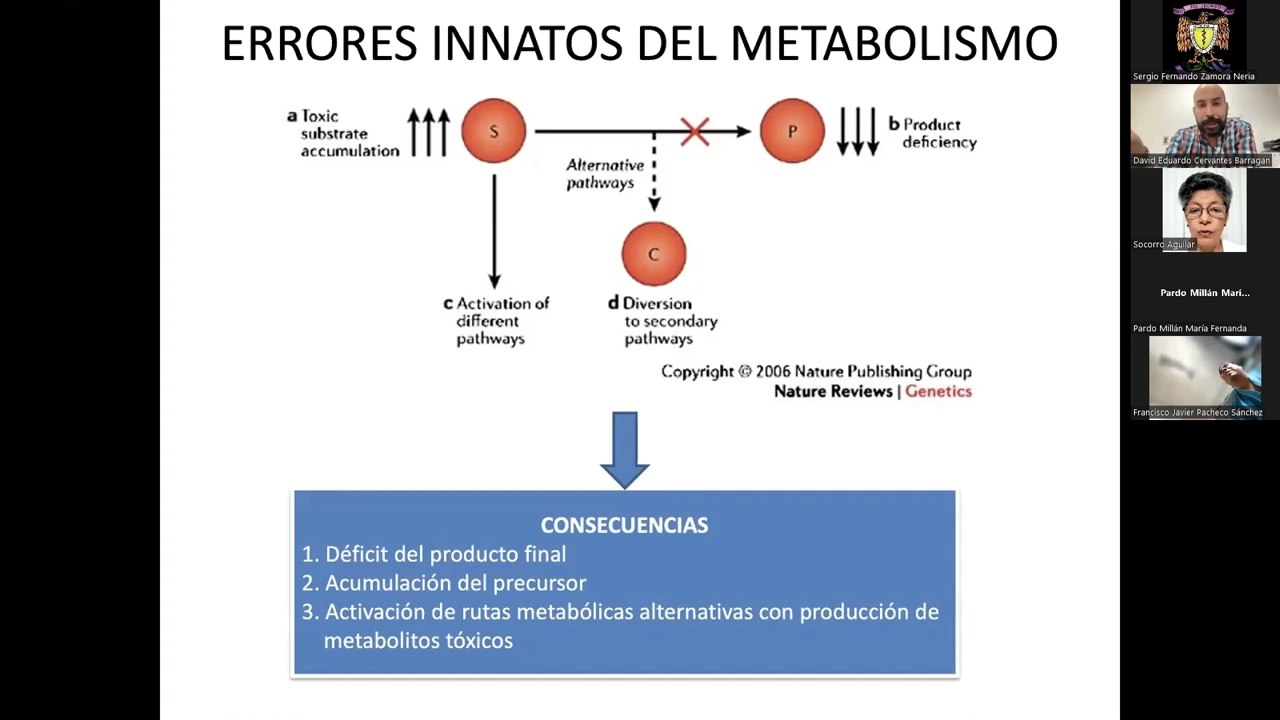 ERRORES INNATOS DEL METABOLISMO
a Toxic
substrate
accumulation
S
P
b Product
deficiency
Alternative
pathways
C
c Activation of
different
pathways
d Diversion
to secondary
pathways
Copyright © 2006 Nature Publishing Group
Nature Reviews | Genetics
CONSECUENCIAS
1. Déficit del producto final
2. Acumulación del precursor
3. Activación de rutas metabólicas alternativas con producción de
metabolitos tóxicos
Sergio Fernando Zamora Neria
David Eduardo Cervantes Barragan
Socorro Aguilar
Pardo Millán Mari...
Pardo Millán María Fernanda
Francisco Javier Pacheco Sánchez